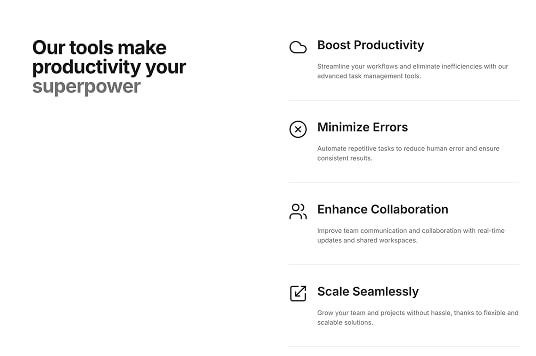 Our tools make
productivity your
superpower
Boost Productivity
Streamline your workflows and eliminate inefficiencies with our
advanced task management tools.
Minimize Errors
Automate repetitive tasks to reduce human error and ensure
consistent results.
Enhance Collaboration
Improve team communication and collaboration with real-time
updates and shared workspaces.
Scale Seamlessly
Grow your team and projects without hassle, thanks to flexible and
scalable solutions.